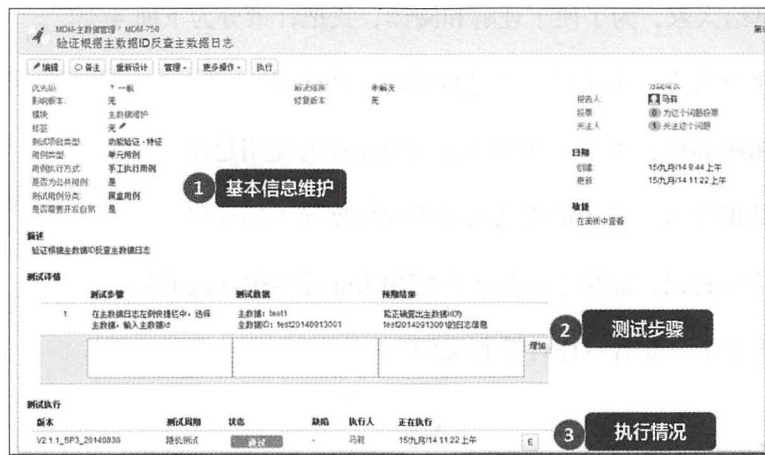 MDM-主数据管理 / MDM-750
验证根据主数据ID反查主数据日志
编辑 备注 重新设计 管理 更多操作 执行
优先级: 一般
影响版本: 无
模块: 主数据维护
标签: 无
测试项目类型: 功能验证 - 特征
用例类型: 单元用例
用例执行方式: 手工执行用例
是否为公共用例: 是
测试用例分类: 黑盒用例
是否需要开发自测: 是
解决结果: 未解决
修复版本: 无
报告人: 马莉
投票: 0 为这个问题投票
关注人: 1 关注这个问题
日期
创建: 15/九月/14 9:44 上午
更新: 15/九月/14 11:22 上午
敏捷
在面板中查看
1 基本信息维护
描述
验证根据主数据ID反查主数据日志
测试详情
测试步骤 测试数据 预期结果
1 在主数据日志左侧快捷栏中,选择 主数据: test1 能正确查出主数据id为
主数据,输入主数据id 主数据ID: test20140913001 test20140913001的日志信息
增加
2 测试步骤
测试执行
版本 测试周期 状态 缺陷 执行人 正在执行
V2.1.1_SP3_20140830 随机测试 通过 - 马莉 15/九月/14 11:22 上午 E
3 执行情况